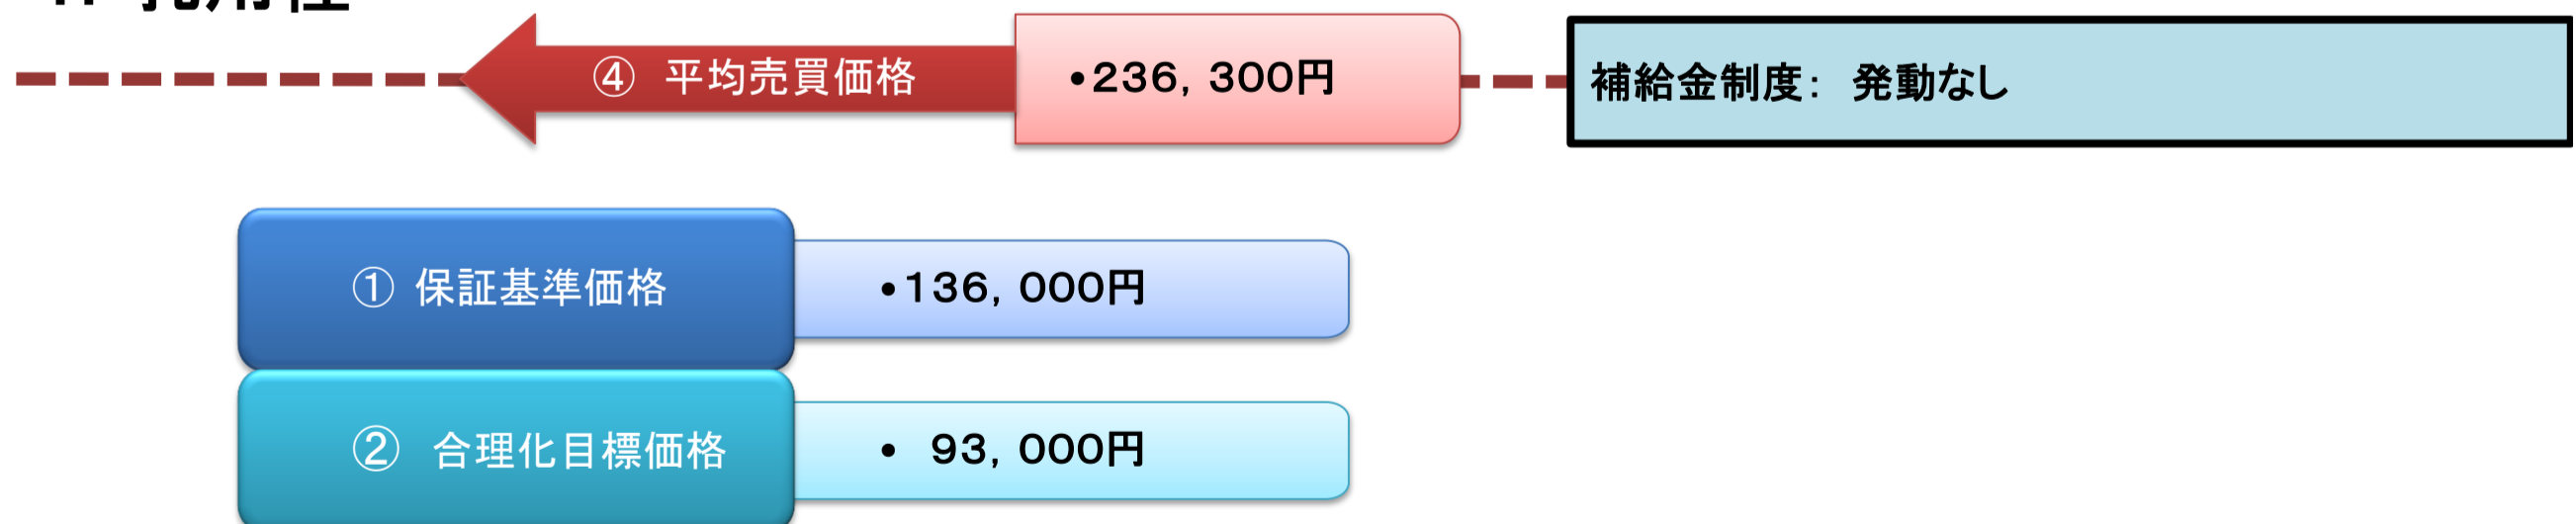 ④　平均売買価格
•236，300円
補給金制度：　発動なし
① 保証基準価格
•136，000円
②　合理化目標価格
•　93，000円